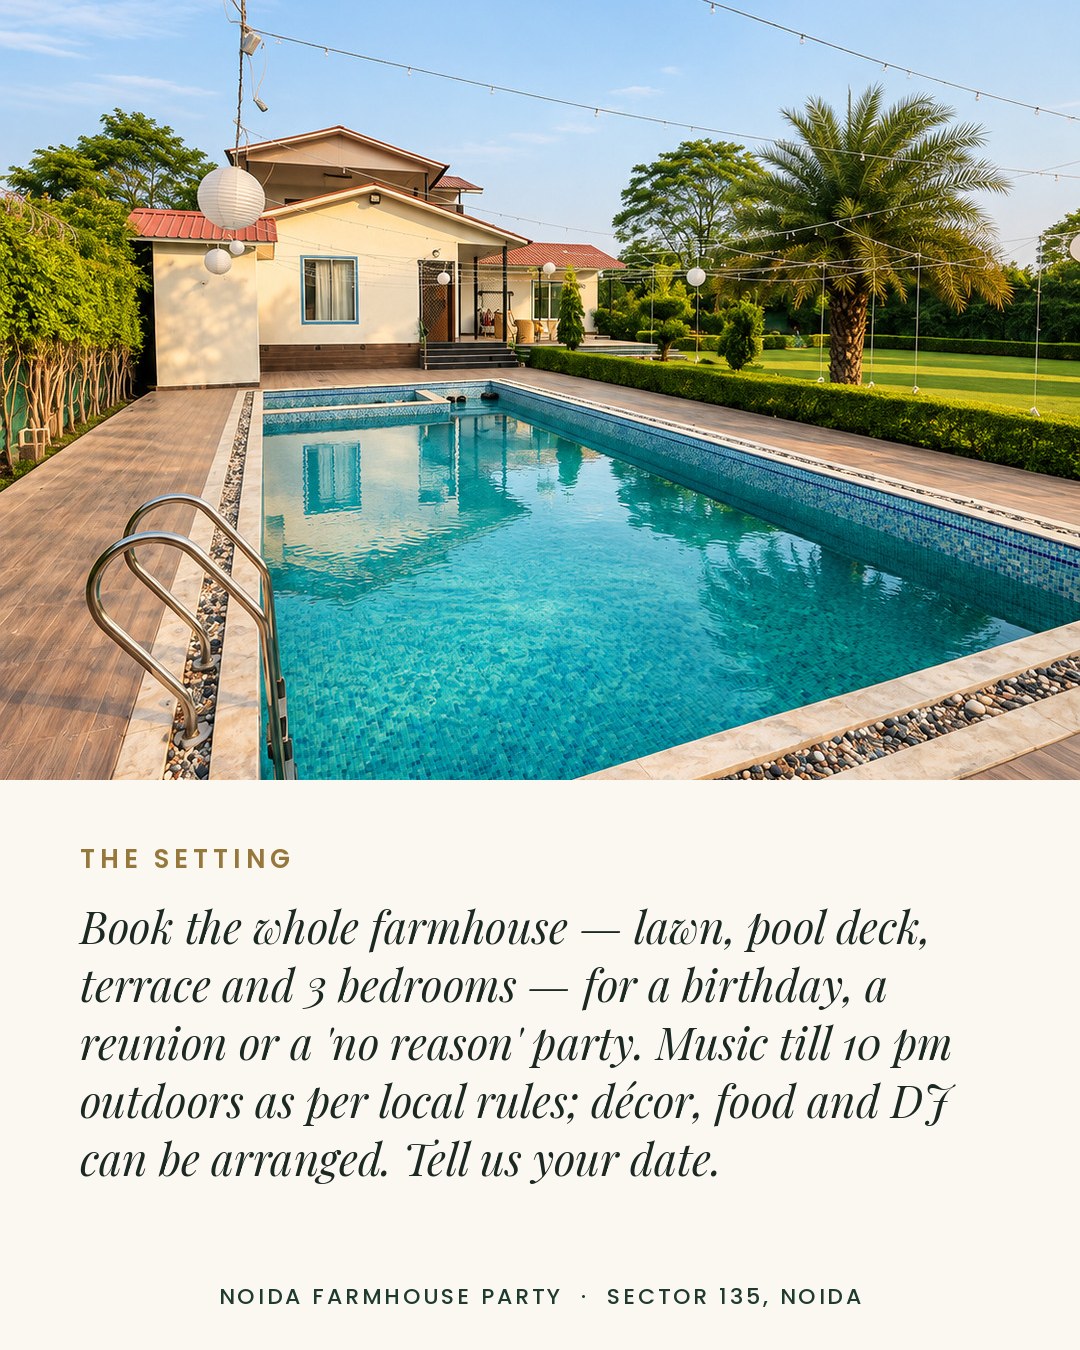 THE SETTING
Book the whole farmhouse — lawn, pool deck,
terrace and 3 bedrooms — for a birthday, a
reunion or a 'no reason' party. Music till 10 pm
outdoors as per local rules; décor, food and DJ
can be arranged. Tell us your date.
NOIDA FARMHOUSE PARTY · SECTOR 135, NOIDA